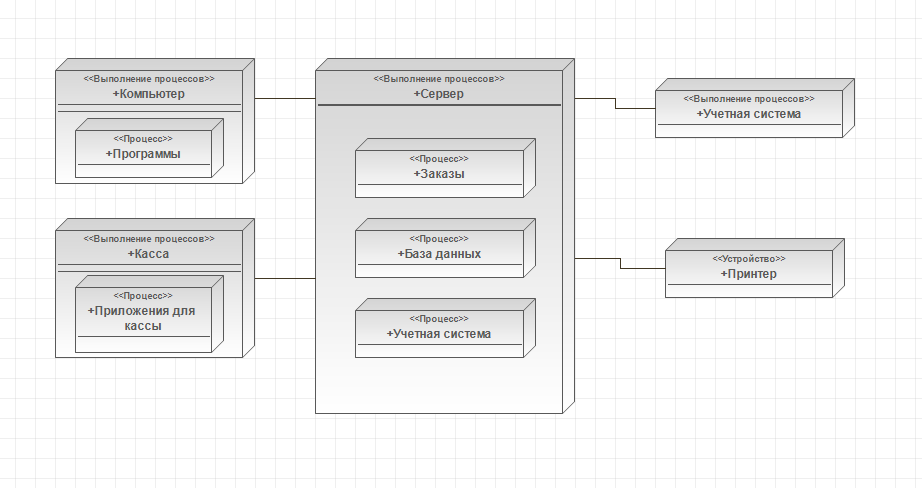 <<Выполнение процессов>>
+Компьютер
<<Процесс>>
+Программы
<<Выполнение процессов>>
+Касса
<<Процесс>>
+Приложения для
кассы
<<Выполнение процессов>>
+Сервер
<<Процесс>>
+Заказы
<<Процесс>>
+База данных
<<Процесс>>
+Учетная система
<<Выполнение процессов>>
+Учетная система
<<Устройство>>
+Принтер